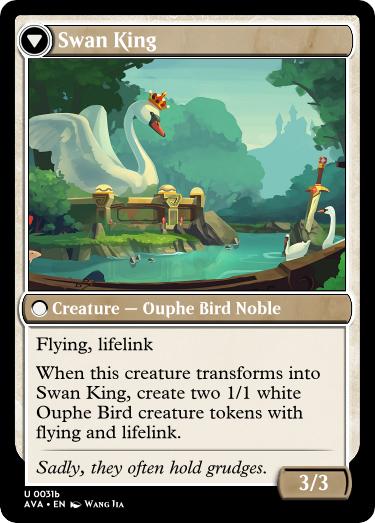 Swan King
Creature — Ouphe Bird Noble
Flying, lifelink
When this creature transforms into
Swan King, create two 1/1 white
Ouphe Bird creature tokens with
flying and lifelink.
Sadly, they often hold grudges.
3/3
U 0031b
AVA • EN Wang Jia